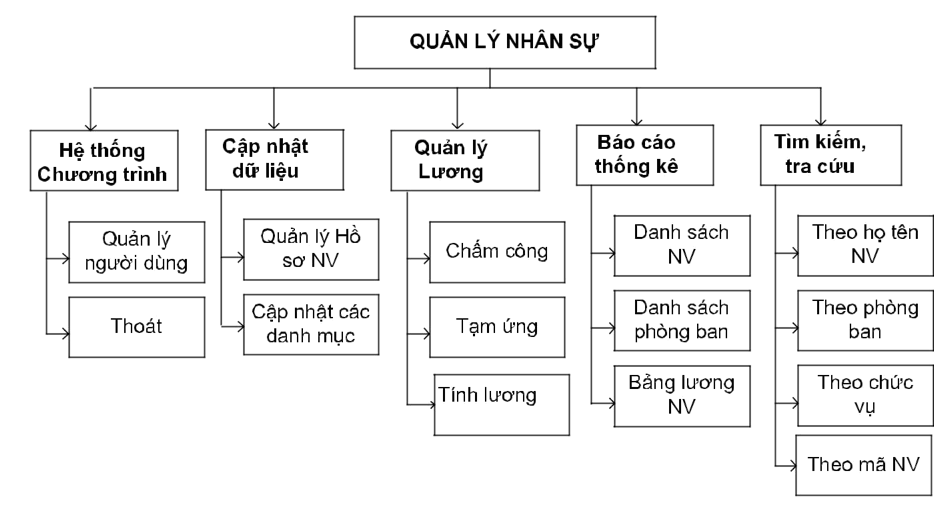 QUẢN LÝ NHÂN SỰ
Hệ thống
Chương trình
Cập nhật
dữ liệu
Quản lý
Lương
Báo cáo
thống kê
Tìm kiếm,
tra cứu
Quản lý
người dùng
Thoát
Quản lý Hồ
sơ NV
Cập nhật các
danh mục
Chấm công
Tạm ứng
Tính lương
Danh sách
NV
Danh sách
phòng ban
Bảng lương
NV
Theo họ tên
NV
Theo phòng
ban
Theo chức
vụ
Theo mã NV